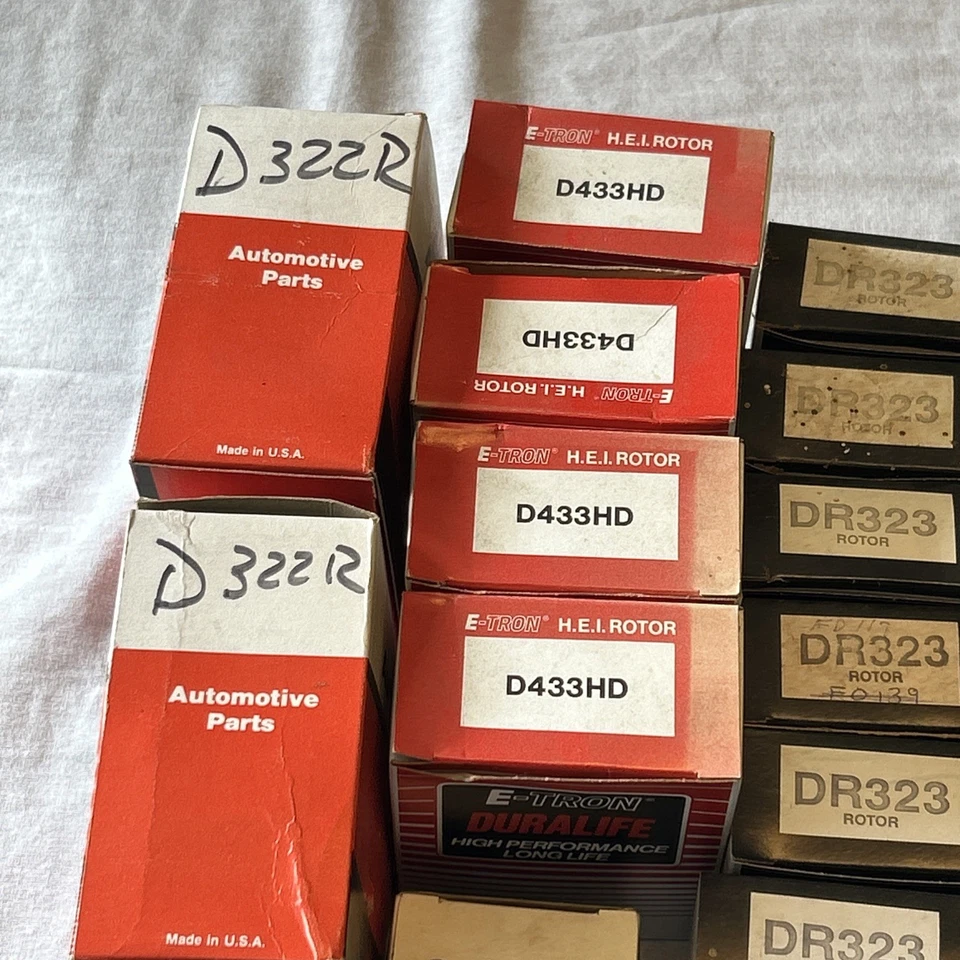 D322R
Automotive
Parts
Made in U.S.A.
D322R
Automotive
Parts
Made in U.S.A.
E-TRON® H.E.I. ROTOR
D433HD
D433HD
E-TRON® H.E.I. ROTOR
E-TRON® H.E.I. ROTOR
D433HD
E-TRON® H.E.I. ROTOR
D433HD
E-TRON®
DURALIFE
HIGH PERFORMANCE
LONG LIFE
DR323
ROTOR
DR323
ROTOR
DR323
ROTOR
DR323
ROTOR
DR323
ROTOR
DR323